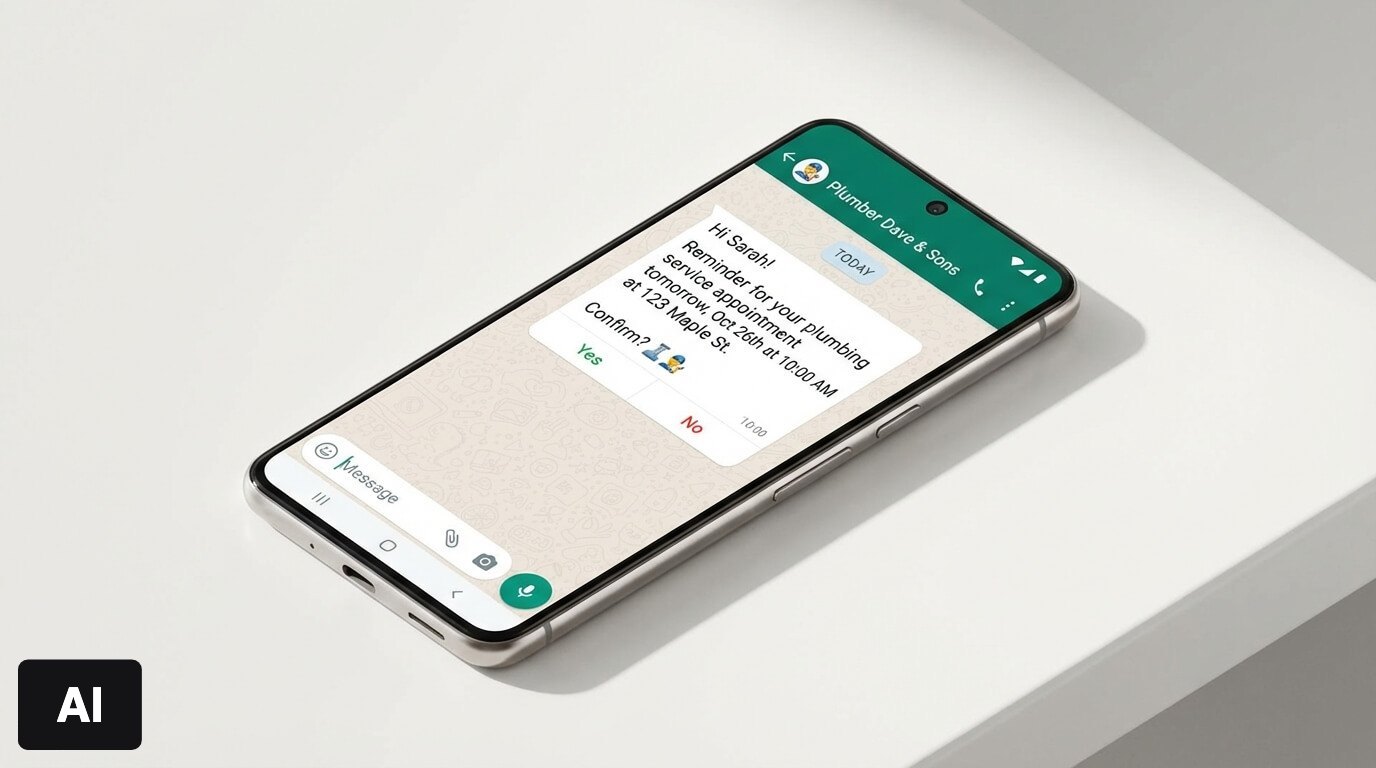 Plumber Dave & Sons
TODAY
Hi Sarah!
Reminder for your plumbing
service appointment
tomorrow, Oct 26th at 10:00 AM
at 123 Maple St.
Confirm?
10:00
Yes
No
Message
AI